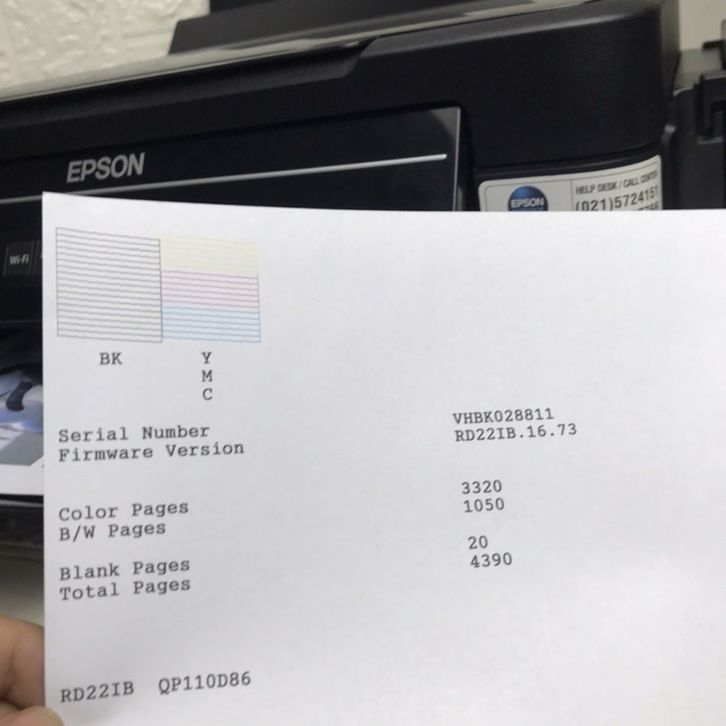 EPSON
EPSON
HELP DESK / CALL CENTER
(021)5724151
Wi-Fi
BK Y
M
C
Serial Number VHBK028811
Firmware Version RD22IB.16.73
Color Pages 3320
B/W Pages 1050
Blank Pages 20
Total Pages 4390
RD22IB QP110D86